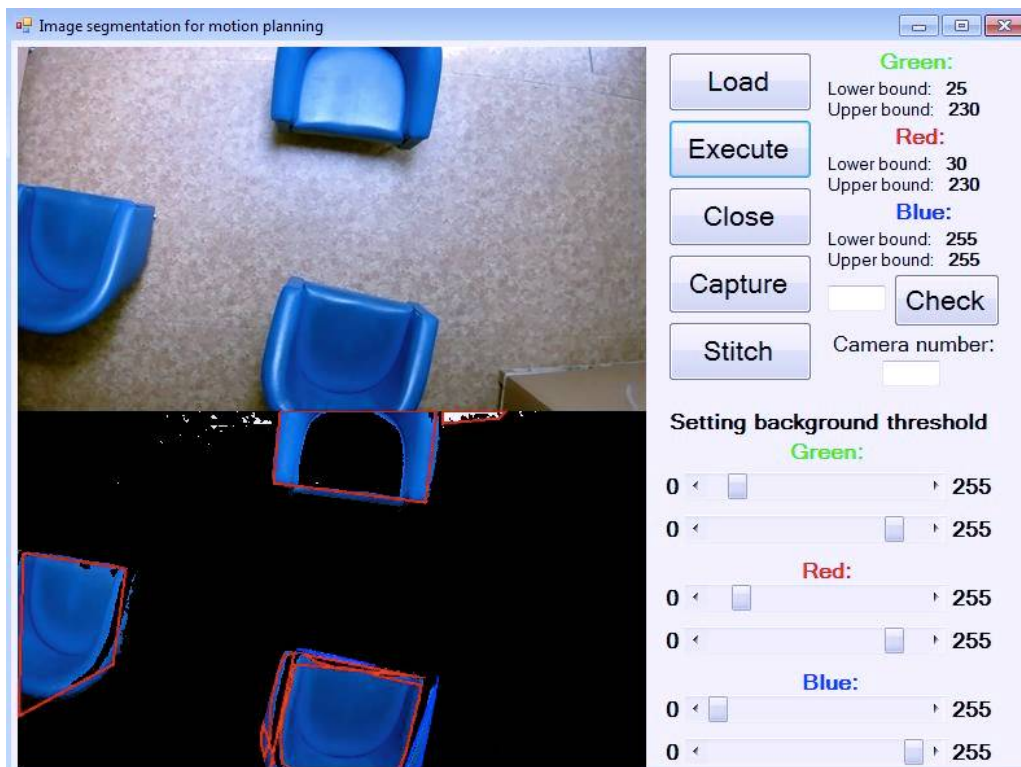 Image segmentation for motion planning
Load
Execute
Close
Capture
Stitch
Green:
Lower bound: 25
Upper bound: 230
Red:
Lower bound: 30
Upper bound: 230
Blue:
Lower bound: 255
Upper bound: 255
Check
Camera number:
Setting background threshold
Green:
0 255
0 255
Red:
0 255
0 255
Blue:
0 255
0 255